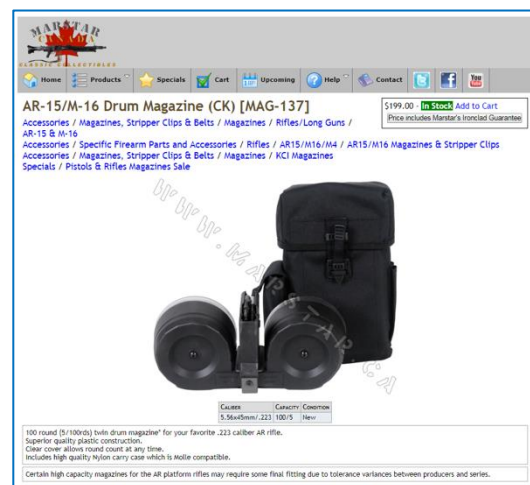 MARSTAR
CANADA
CLASSIC COLLECTIBLES
Home Products Specials Cart Upcoming Help Contact You Tube
AR-15/M-16 Drum Magazine (CK) [MAG-137]
$199.00 - In Stock Add to Cart
Price includes Marstar's Ironclad Guarantee
Accessories / Magazines, Stripper Clips & Belts / Magazines / Rifles/Long Guns /
AR-15 & M-16
Accessories / Specific Firearm Parts and Accessories / Rifles / AR15/M16/M4 / AR15/M16 Magazines & Stripper Clips
Accessories / Magazines, Stripper Clips & Belts / Magazines / KCI Magazines
Specials / Pistols & Rifles Magazines Sale
WWW.MARSTAR.CA
Caliber Capacity Condition
5.56x45mm/.223 100/5 New
100 round (5/100rds) twin drum magazine* for your favorite .223 caliber AR rifle.
Superior quality plastic construction.
Clear cover allows round count at any time.
Includes high quality Nylon carry case which is Molle compatible.
Certain high capacity magazines for the AR platform rifles may require some final fitting due to tolerance variances between producers and series.